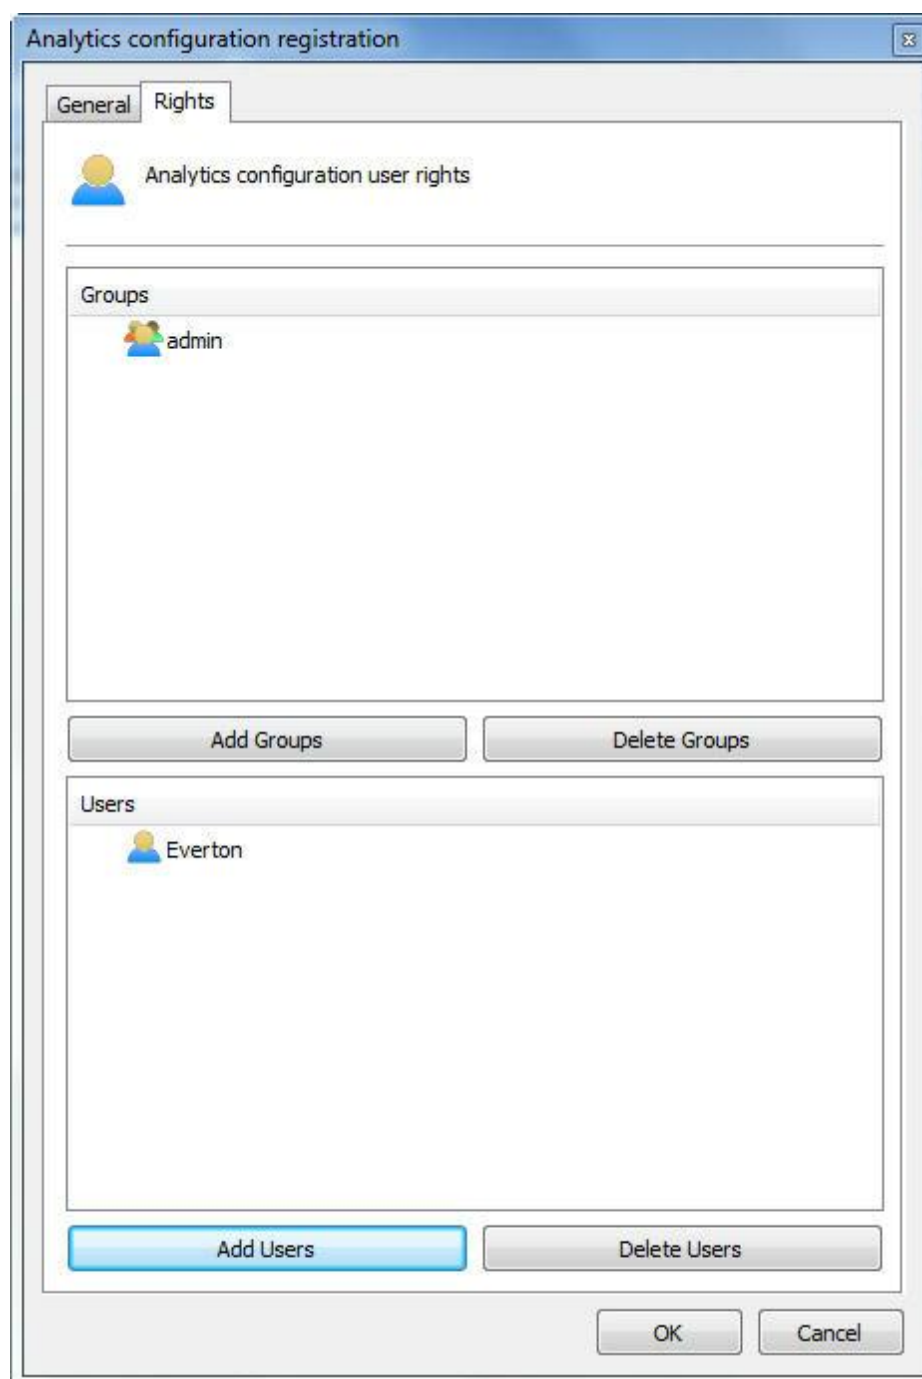 Analytics configuration registration
General Rights
Analytics configuration user rights
Groups
admin
Add Groups Delete Groups
Users
Everton
Add Users Delete Users
OK Cancel